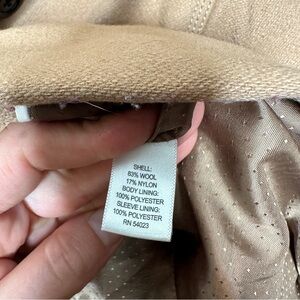 SHELL:
83% WOOL
17% NYLON
BODY LINING:
100% POLYESTER
SLEEVE LINING:
100% POLYESTER
RN 54023